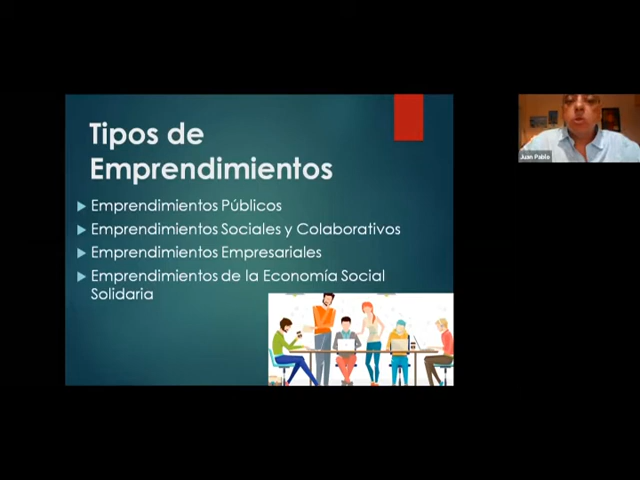 Tipos de
Emprendimientos
Emprendimientos Públicos
Emprendimientos Sociales y Colaborativos
Emprendimientos Empresariales
Emprendimientos de la Economía Social
Solidaria
Juan Pablo